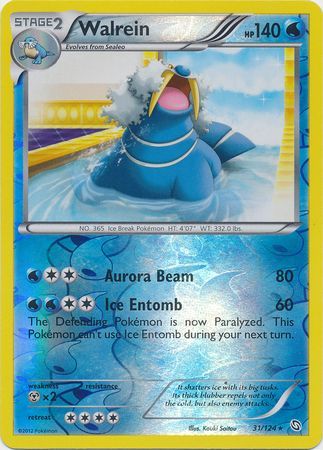 STAGE2
Walrein
HP140
Evolves from Sealeo
NO. 365 Ice Break Pokémon HT: 4'07" WT: 332.0 lbs.
Aurora Beam 80
Ice Entomb 60
The Defending Pokémon is now Paralyzed. This
Pokémon can't use Ice Entomb during your next turn.
weakness
×2
resistance
retreat
It shatters ice with its big tusks.
Its thick blubber repels not only
the cold, but also enemy attacks.
©2012 Pokémon
Illus. Kouki Saitou
31/124 ★